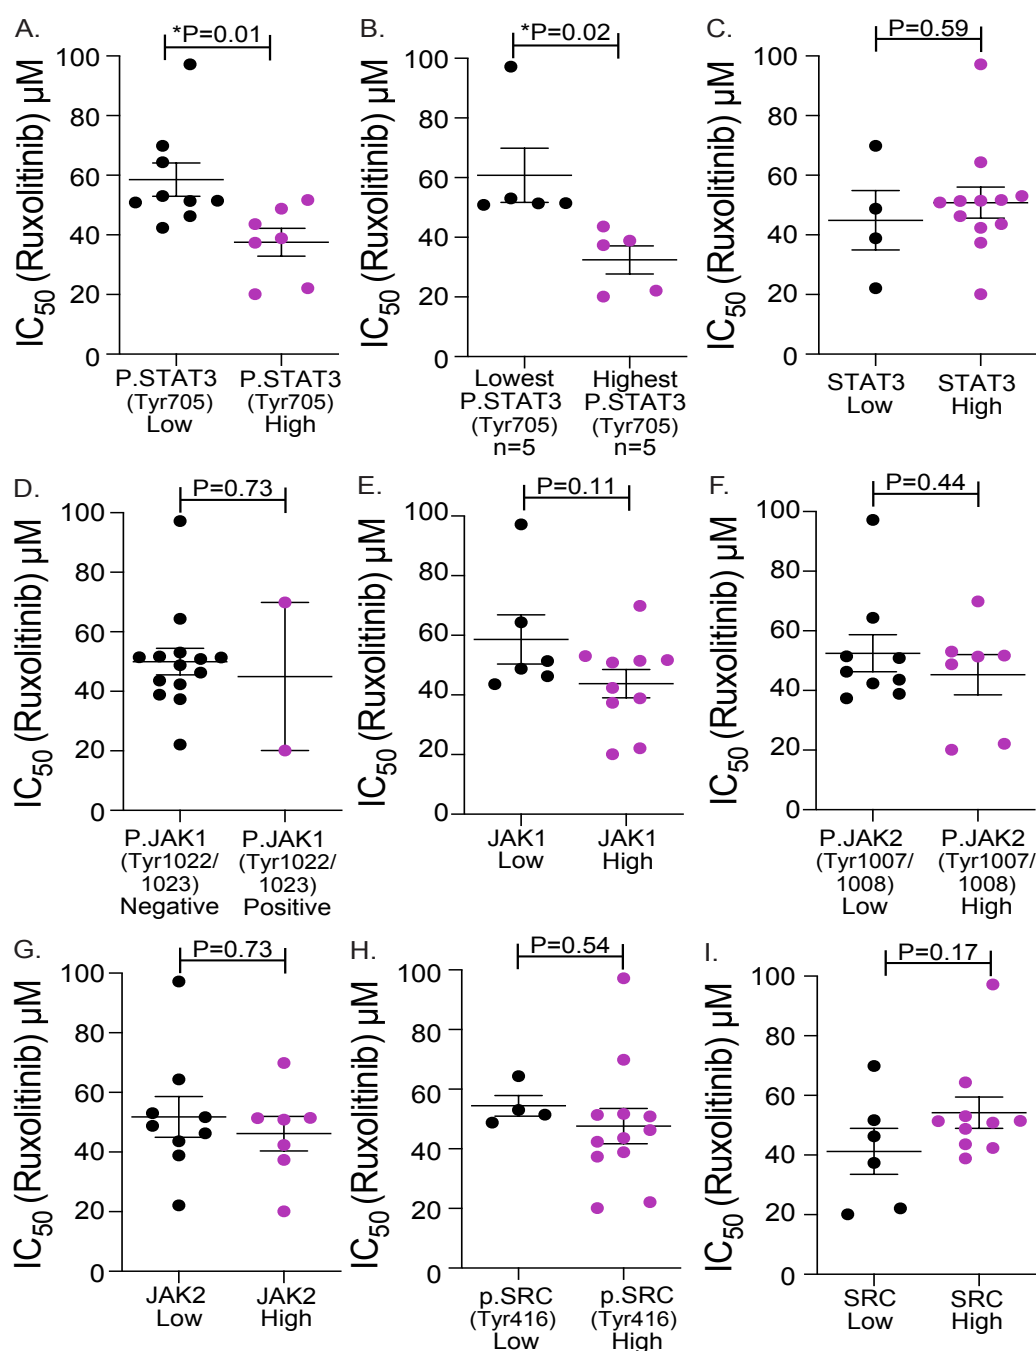 A.
*P=0.01
IC50 (Ruxolitinib) µM
100
80
60
40
20
0
P.STAT3
(Tyr705)
Low
P.STAT3
(Tyr705)
High
B.
*P=0.02
IC50 (Ruxolitinib) µM
100
80
60
40
20
0
Lowest
P.STAT3
(Tyr705)
n=5
Highest
P.STAT3
(Tyr705)
n=5
C.
P=0.59
IC50 (Ruxolitinib) µM
100
80
60
40
20
0
STAT3
Low
STAT3
High
D.
P=0.73
IC50 (Ruxolitinib) µM
100
80
60
40
20
0
P.JAK1
(Tyr1022/
1023)
Negative
P.JAK1
(Tyr1022/
1023)
Positive
E.
P=0.11
IC50 (Ruxolitinib) µM
100
80
60
40
20
0
JAK1
Low
JAK1
High
F.
P=0.44
IC50 (Ruxolitinib) µM
100
80
60
40
20
0
P.JAK2
(Tyr1007/
1008)
Low
P.JAK2
(Tyr1007/
1008)
High
G.
P=0.73
IC50 (Ruxolitinib) µM
100
80
60
40
20
0
JAK2
Low
JAK2
High
H.
P=0.54
IC50 (Ruxolitinib) µM
100
80
60
40
20
0
p.SRC
(Tyr416)
Low
p.SRC
(Tyr416)
High
I.
P=0.17
IC50 (Ruxolitinib) µM
100
80
60
40
20
0
SRC
Low
SRC
High